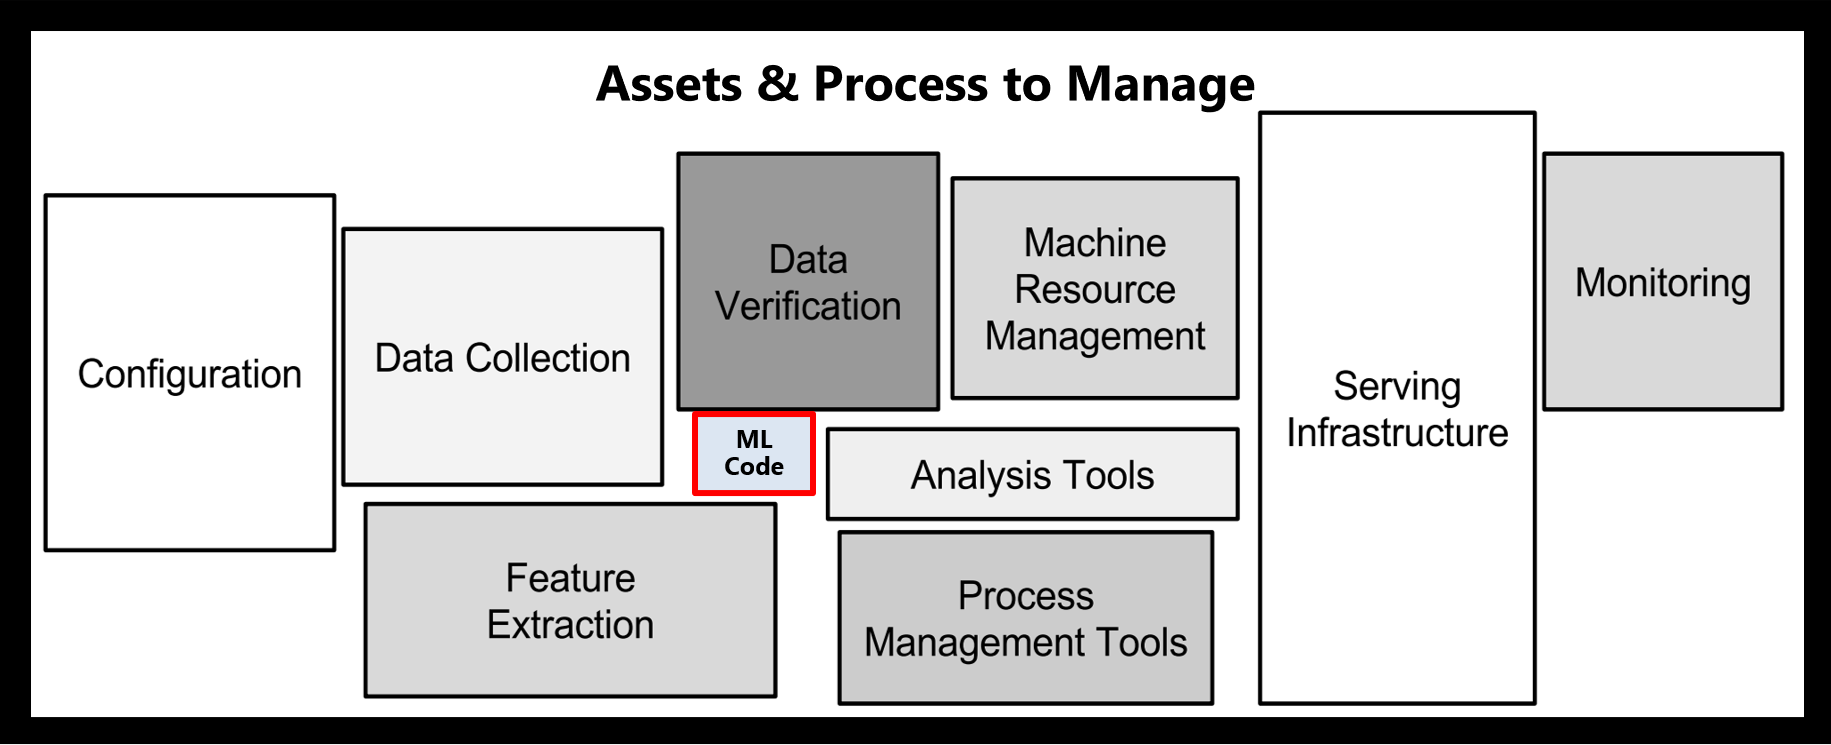 Assets & Process to Manage
Configuration
Data Collection
Data
Verification
Machine
Resource
Management
Serving
Infrastructure
Monitoring
ML
Code
Analysis Tools
Feature
Extraction
Process
Management Tools